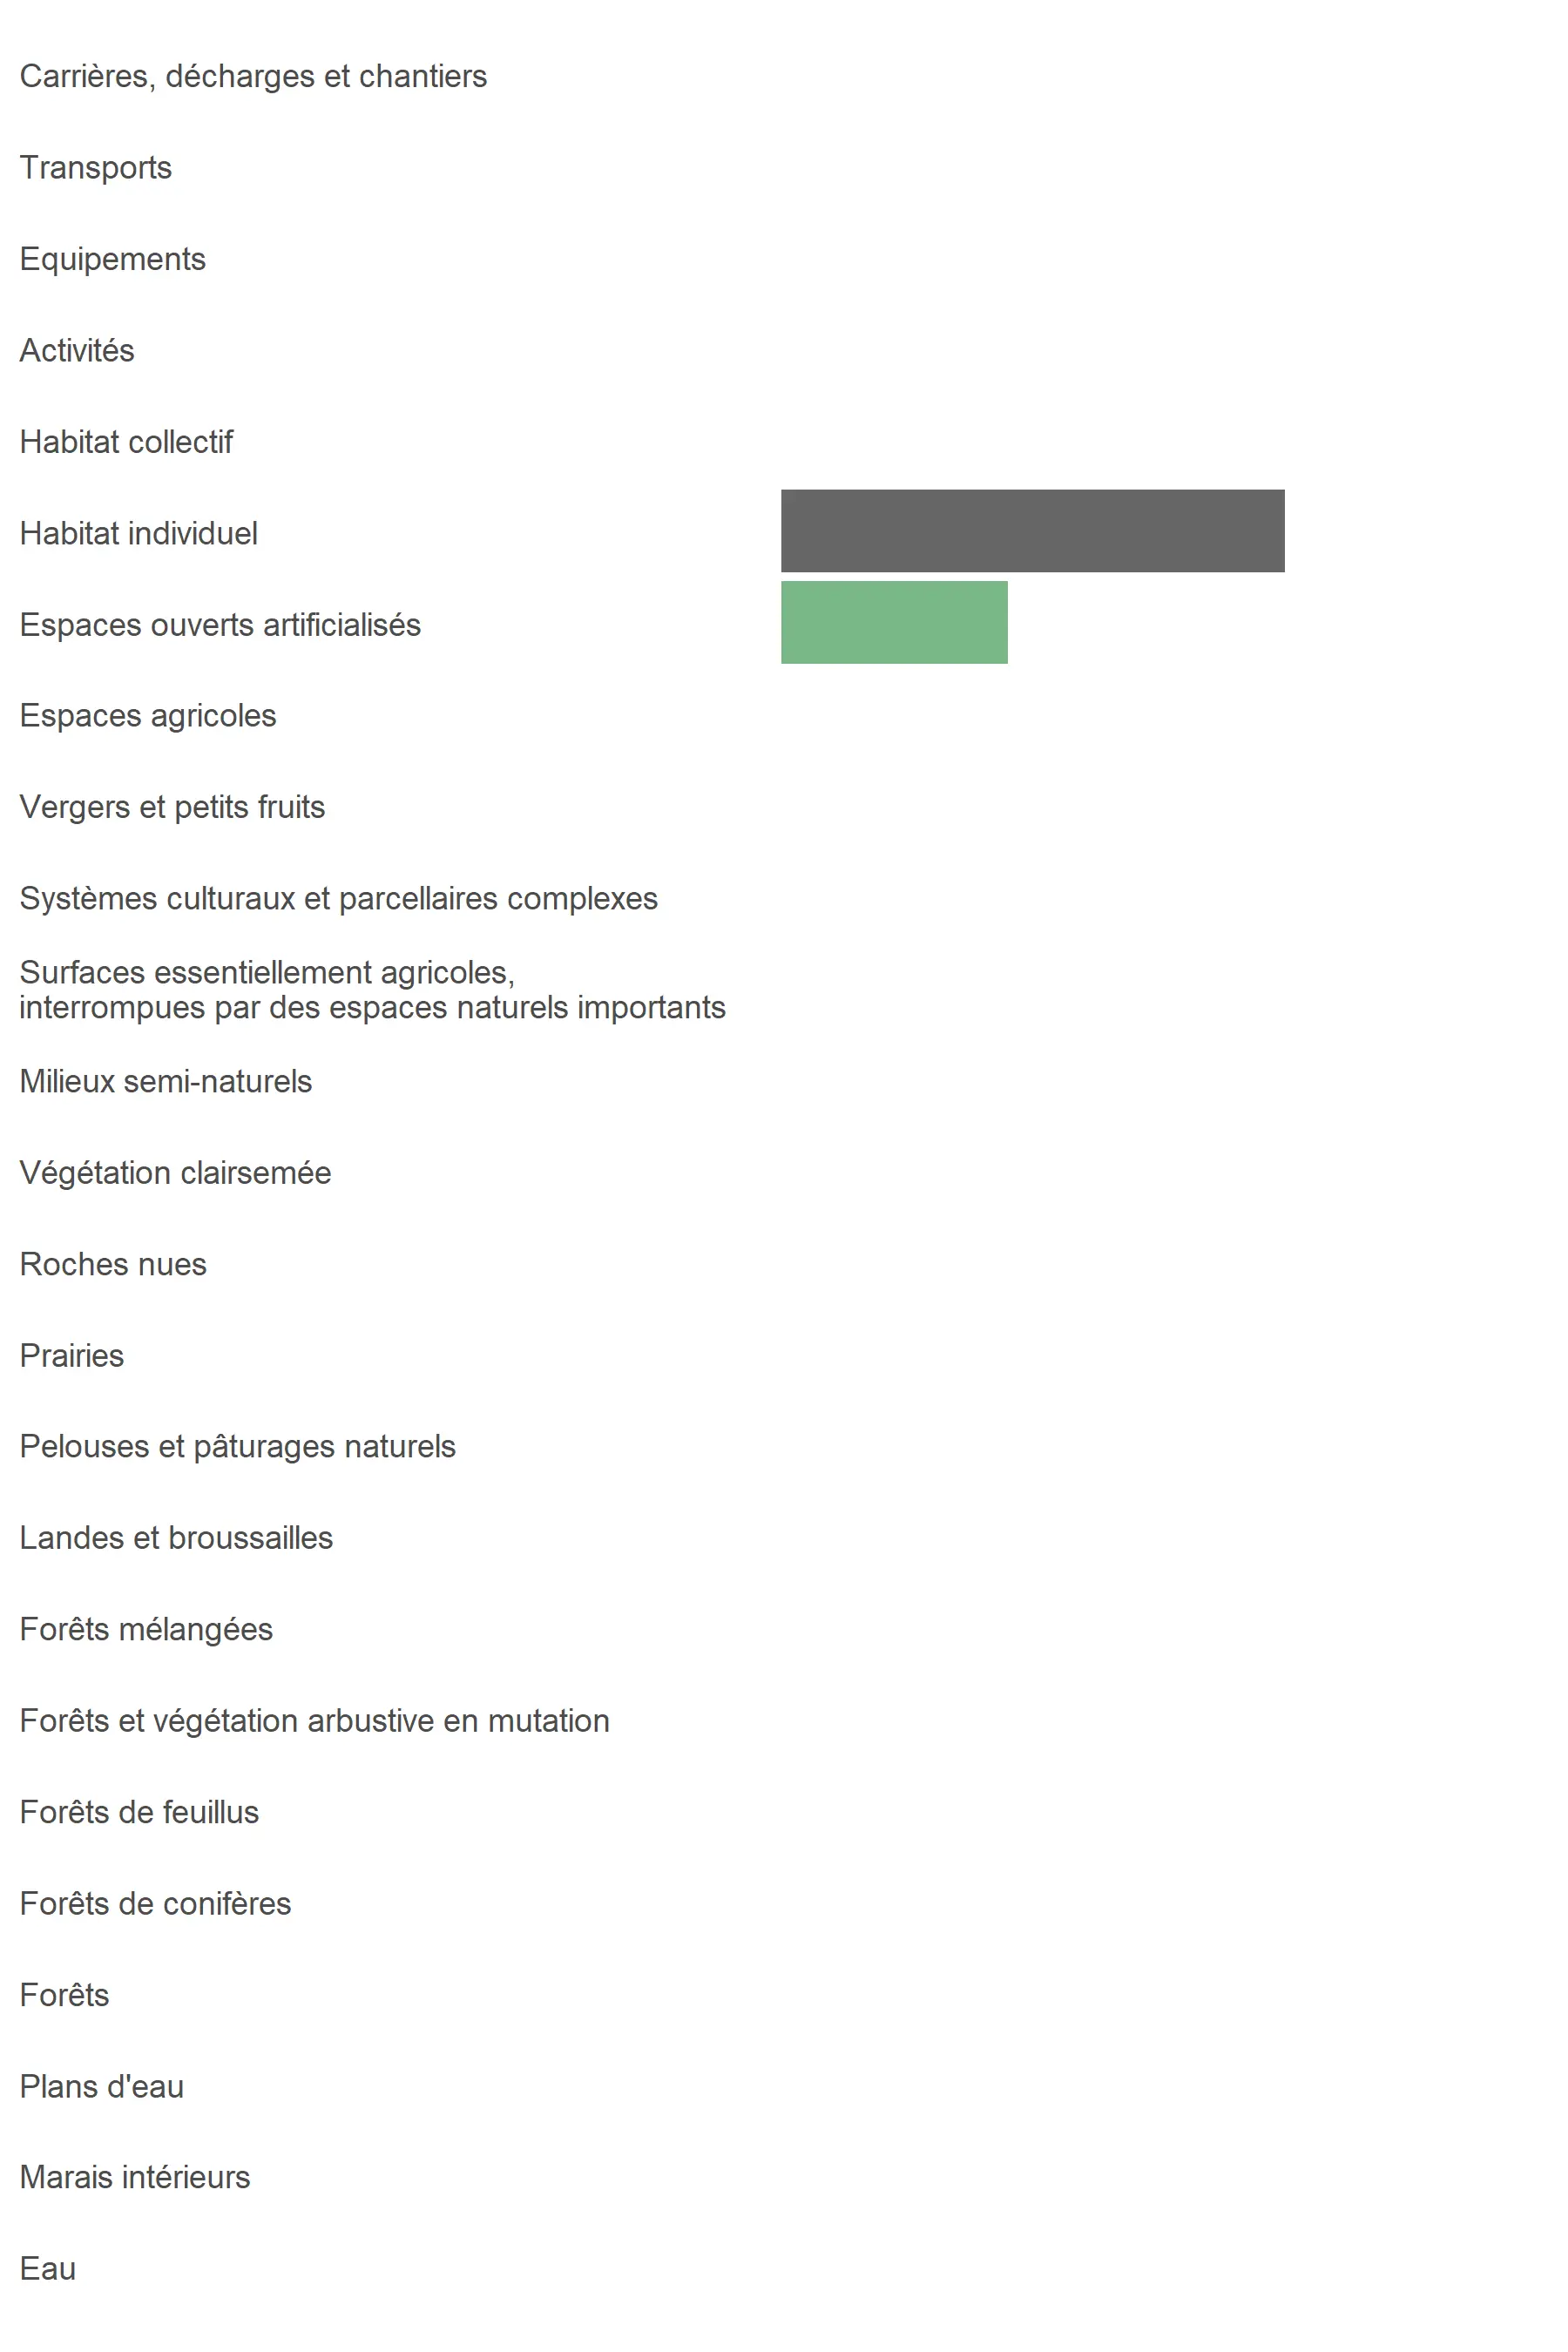 Carrières, décharges et chantiers
Transports
Equipements
Activités
Habitat collectif
Habitat individuel
Espaces ouverts artificialisés
Espaces agricoles
Vergers et petits fruits
Systèmes culturaux et parcellaires complexes
Surfaces essentiellement agricoles,
interrompues par des espaces naturels importants
Milieux semi-naturels
Végétation clairsemée
Roches nues
Prairies
Pelouses et pâturages naturels
Landes et broussailles
Forêts mélangées
Forêts et végétation arbustive en mutation
Forêts de feuillus
Forêts de conifères
Forêts
Plans d'eau
Marais intérieurs
Eau